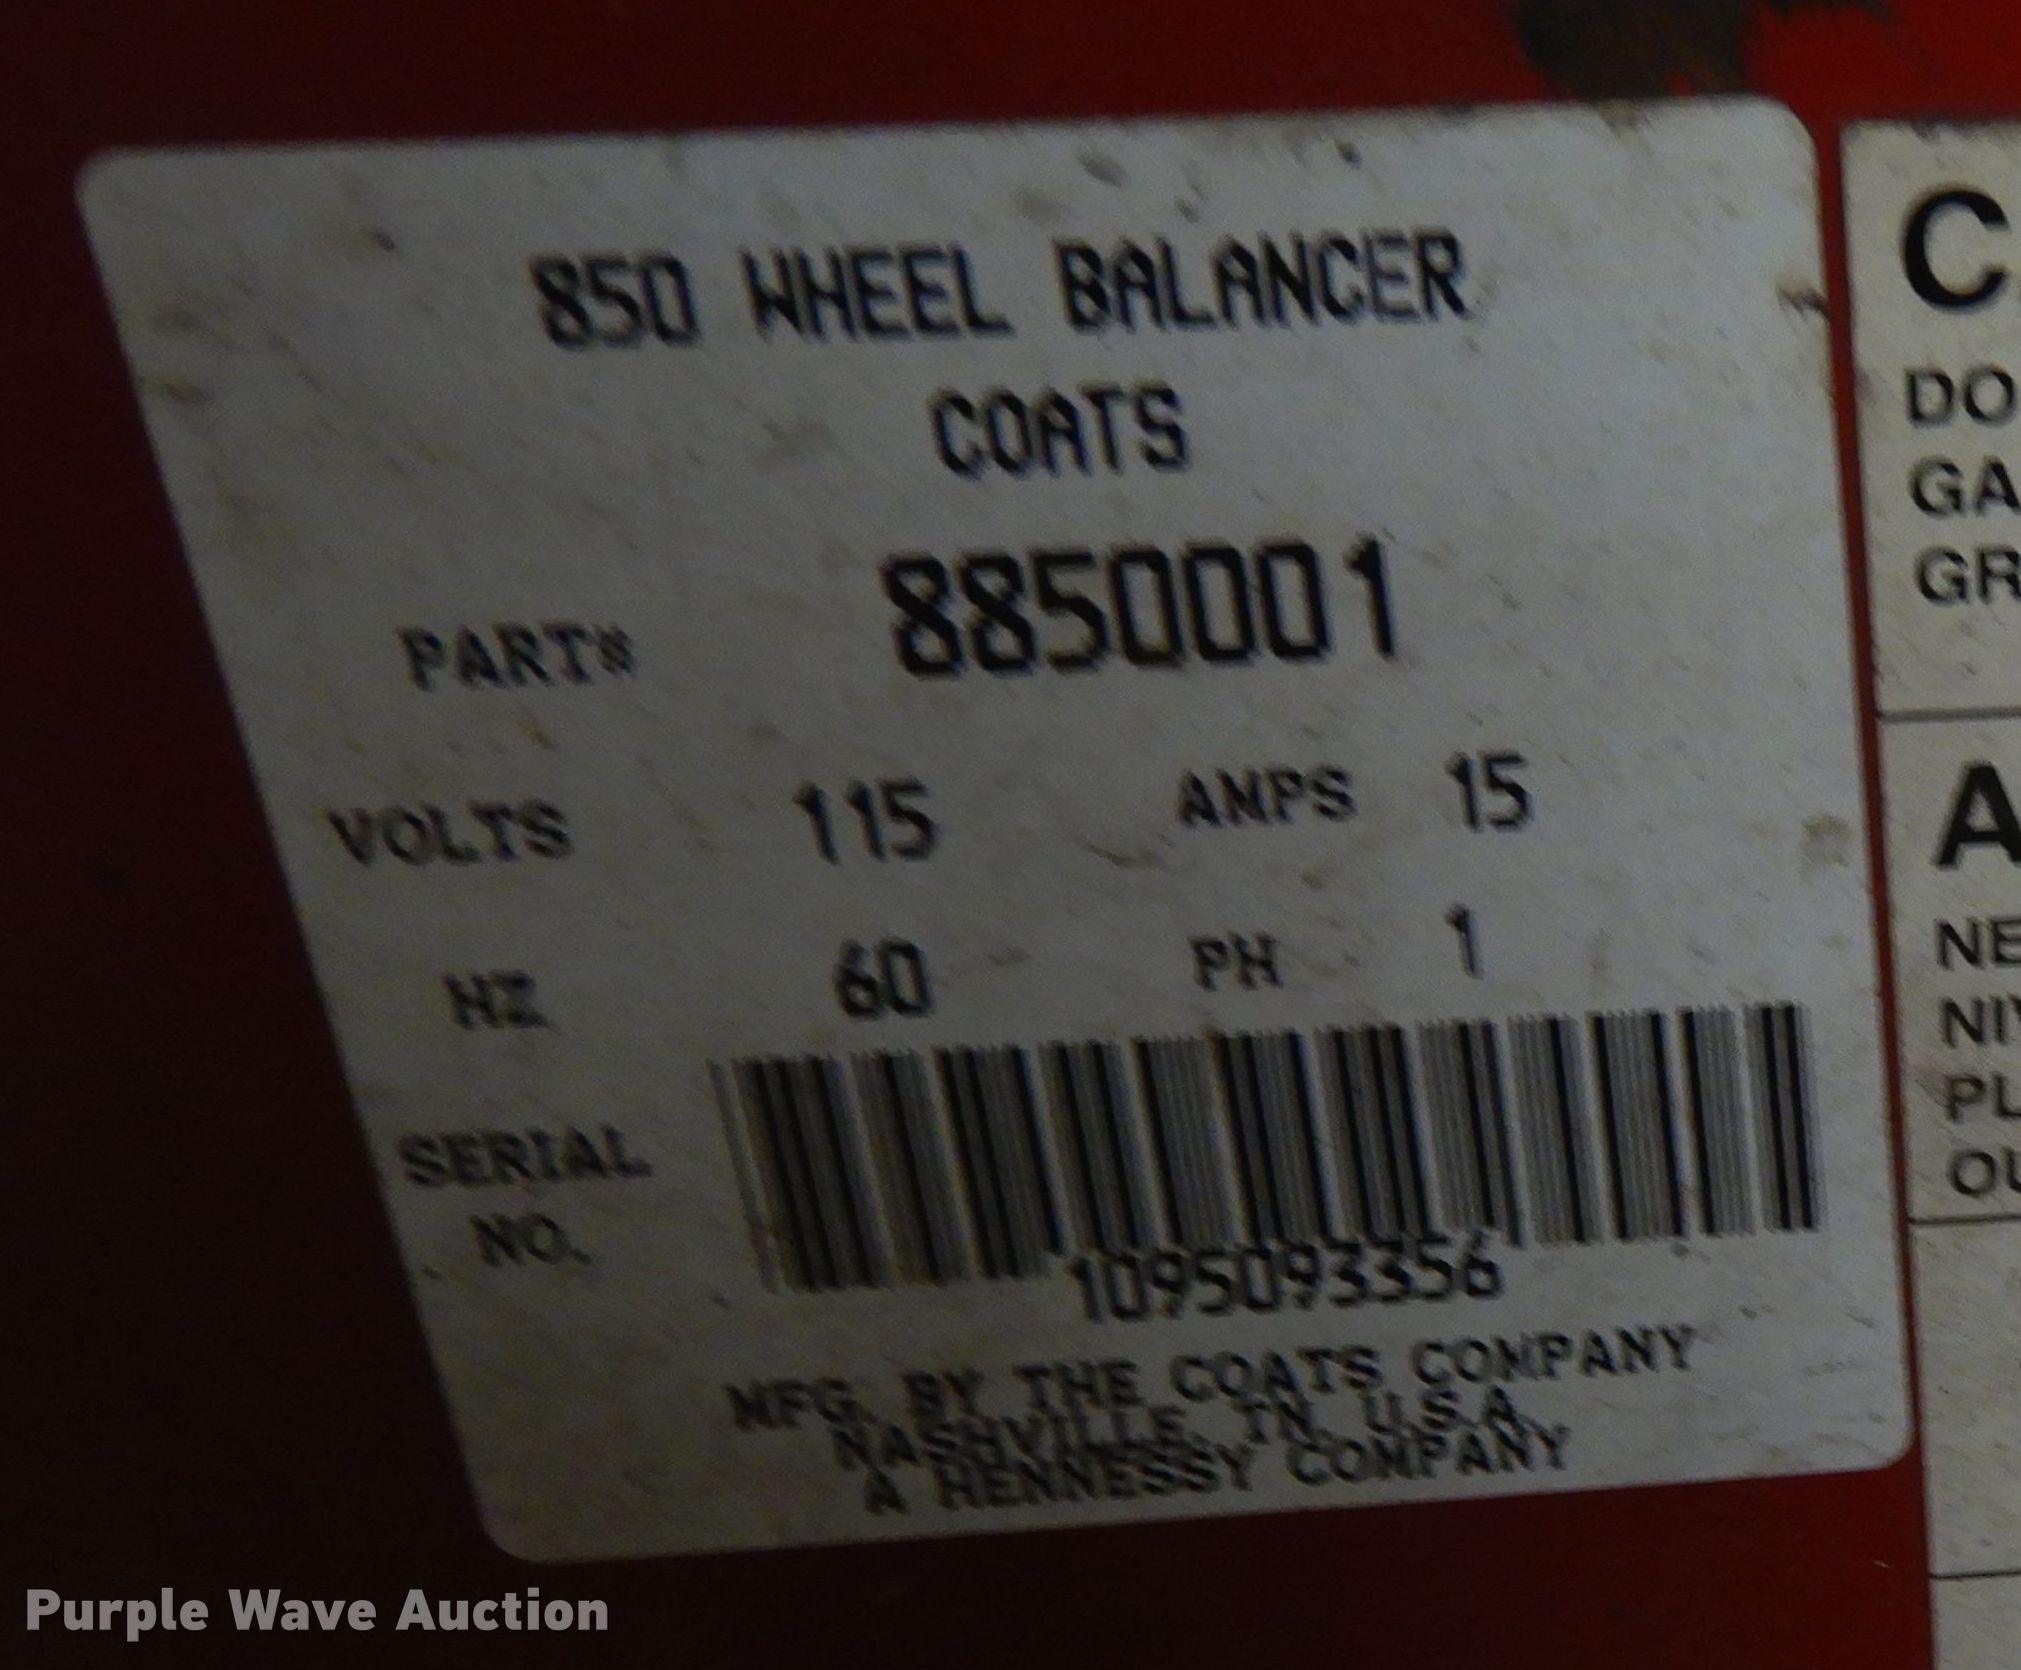 850 WHEEL BALANCER
COATS
PART# 8850001
VOLTS 115 AMPS 15
HZ 60 PH 1
SERIAL
NO.
1095093356
MFG. BY THE COATS COMPANY
NASHVILLE, TN. U.S.A.
A HENNESSY COMPANY
C
DO
GA
GR
A
NE
NI
PL
OU
Purple Wave Auction